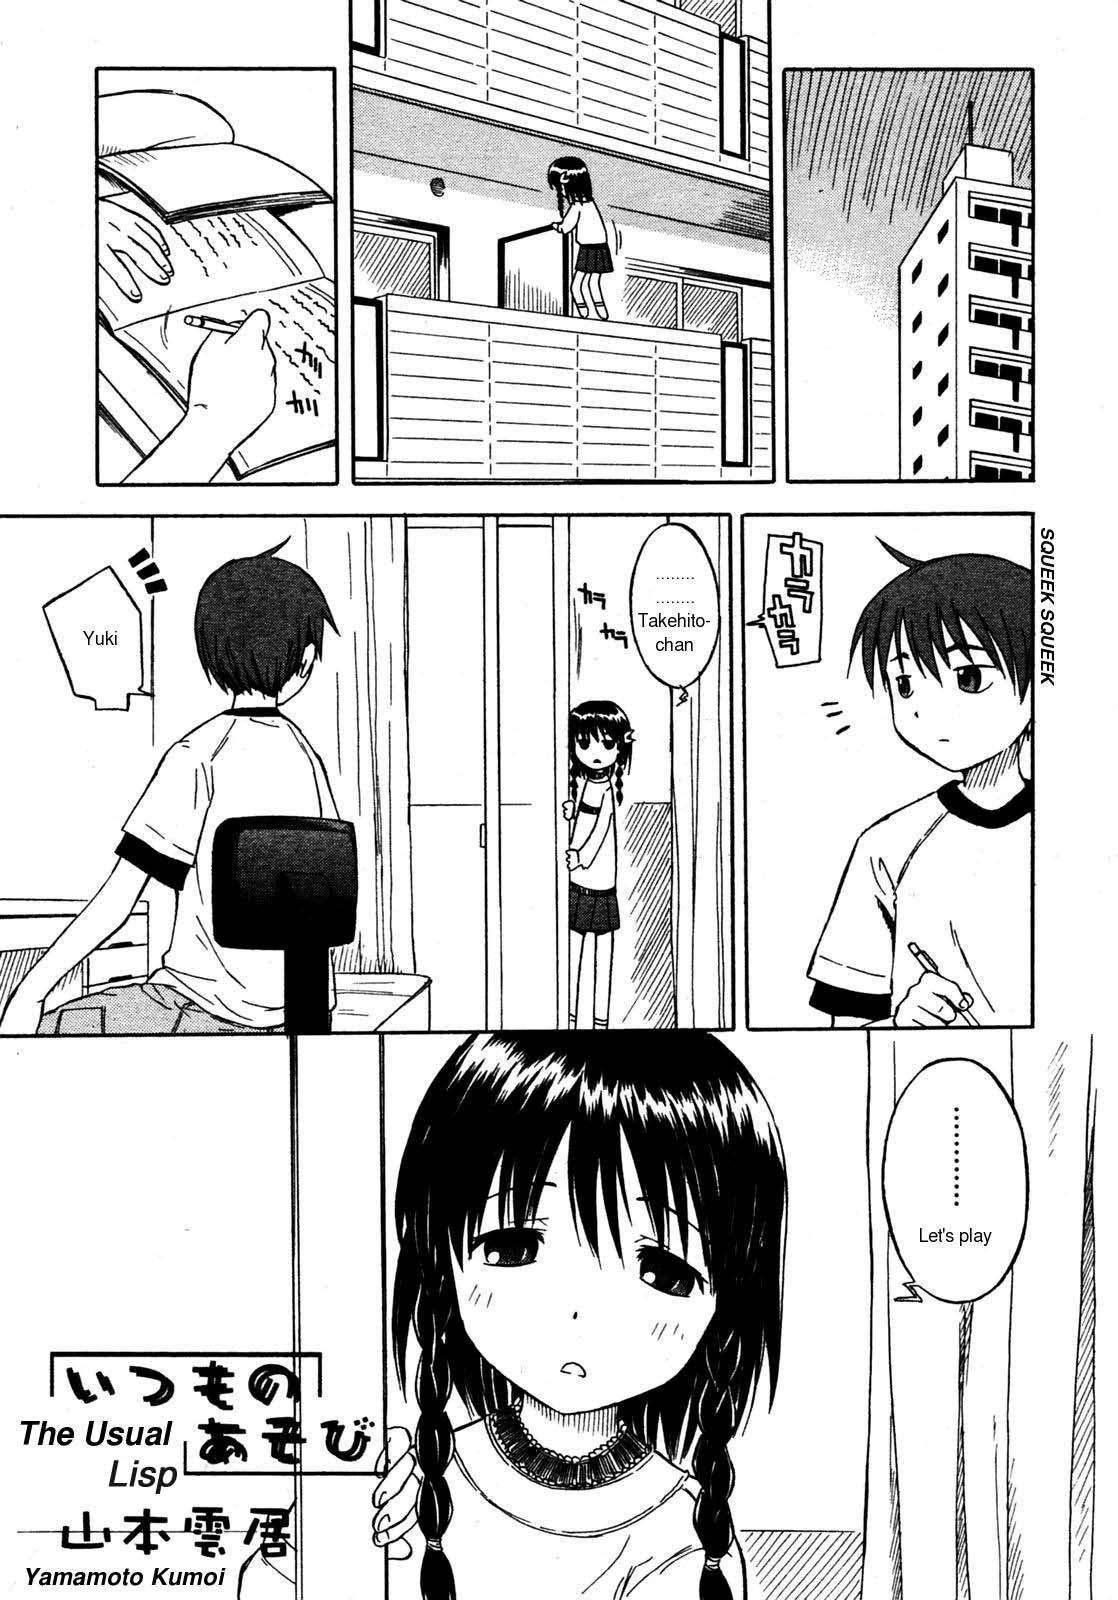 カリ
カリ
SQUEEK SQUEEK
カラ
カラ
........
........
Takehito-
chan
カラ
カラ
Yuki
...........
Let's play
いつもの
あそび
The Usual
Lisp
山本雲居
Yamamoto Kumoi